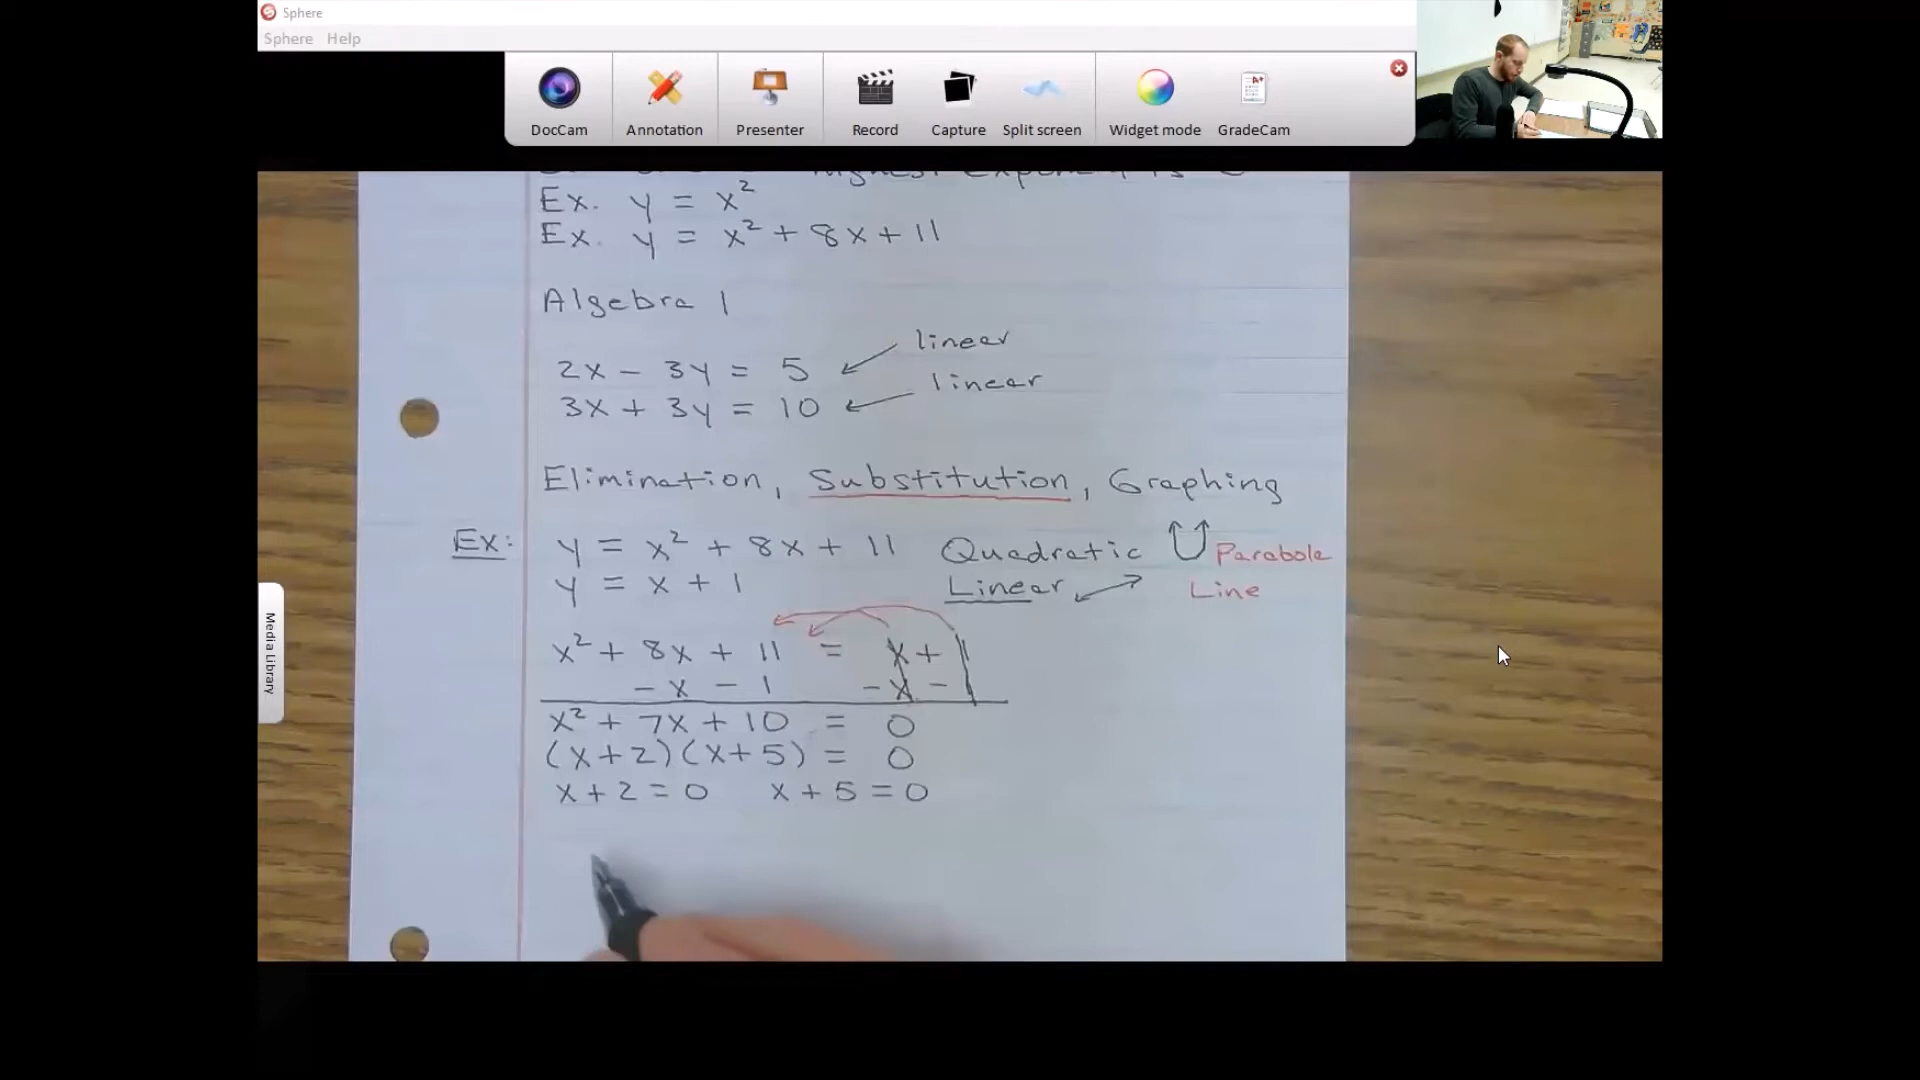 Sphere
Sphere Help
DocCam Annotation Presenter Record Capture Split screen Widget mode GradeCam
Media Library
highest exponent is
Ex. y = x²
Ex. y = x² + 8x + 11
Algebra 1
2x - 3y = 5 linear
3x + 3y = 10 linear
Elimination, Substitution, Graphing
Ex: y = x² + 8x + 11 Quadratic Parabola
y = x + 1 Linear Line
x² + 8x + 11 = x + 1
- x - 1 - x - 1
x² + 7x + 10 = 0
(x+2)(x+5) = 0
x + 2 = 0 x + 5 = 0